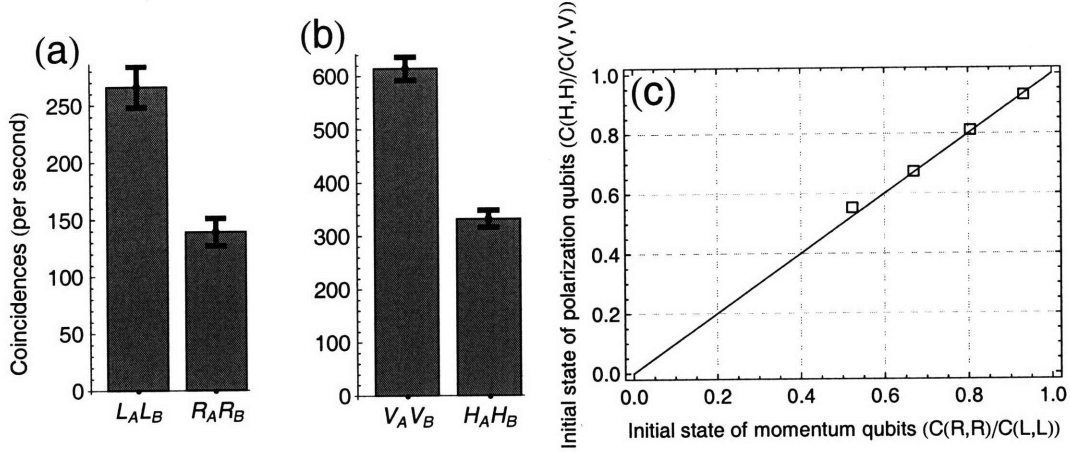 (a)
Coincidences (per second)
250
200
150
100
50
0
L_A L_B
R_A R_B
(b)
600
500
400
300
200
100
0
V_A V_B
H_A H_B
(c)
Initial state of polarization qubits (C(H,H)/C(V,V))
1.0
0.8
0.6
0.4
0.2
0.0
0.0 0.2 0.4 0.6 0.8 1.0
Initial state of momentum qubits (C(R,R)/C(L,L))